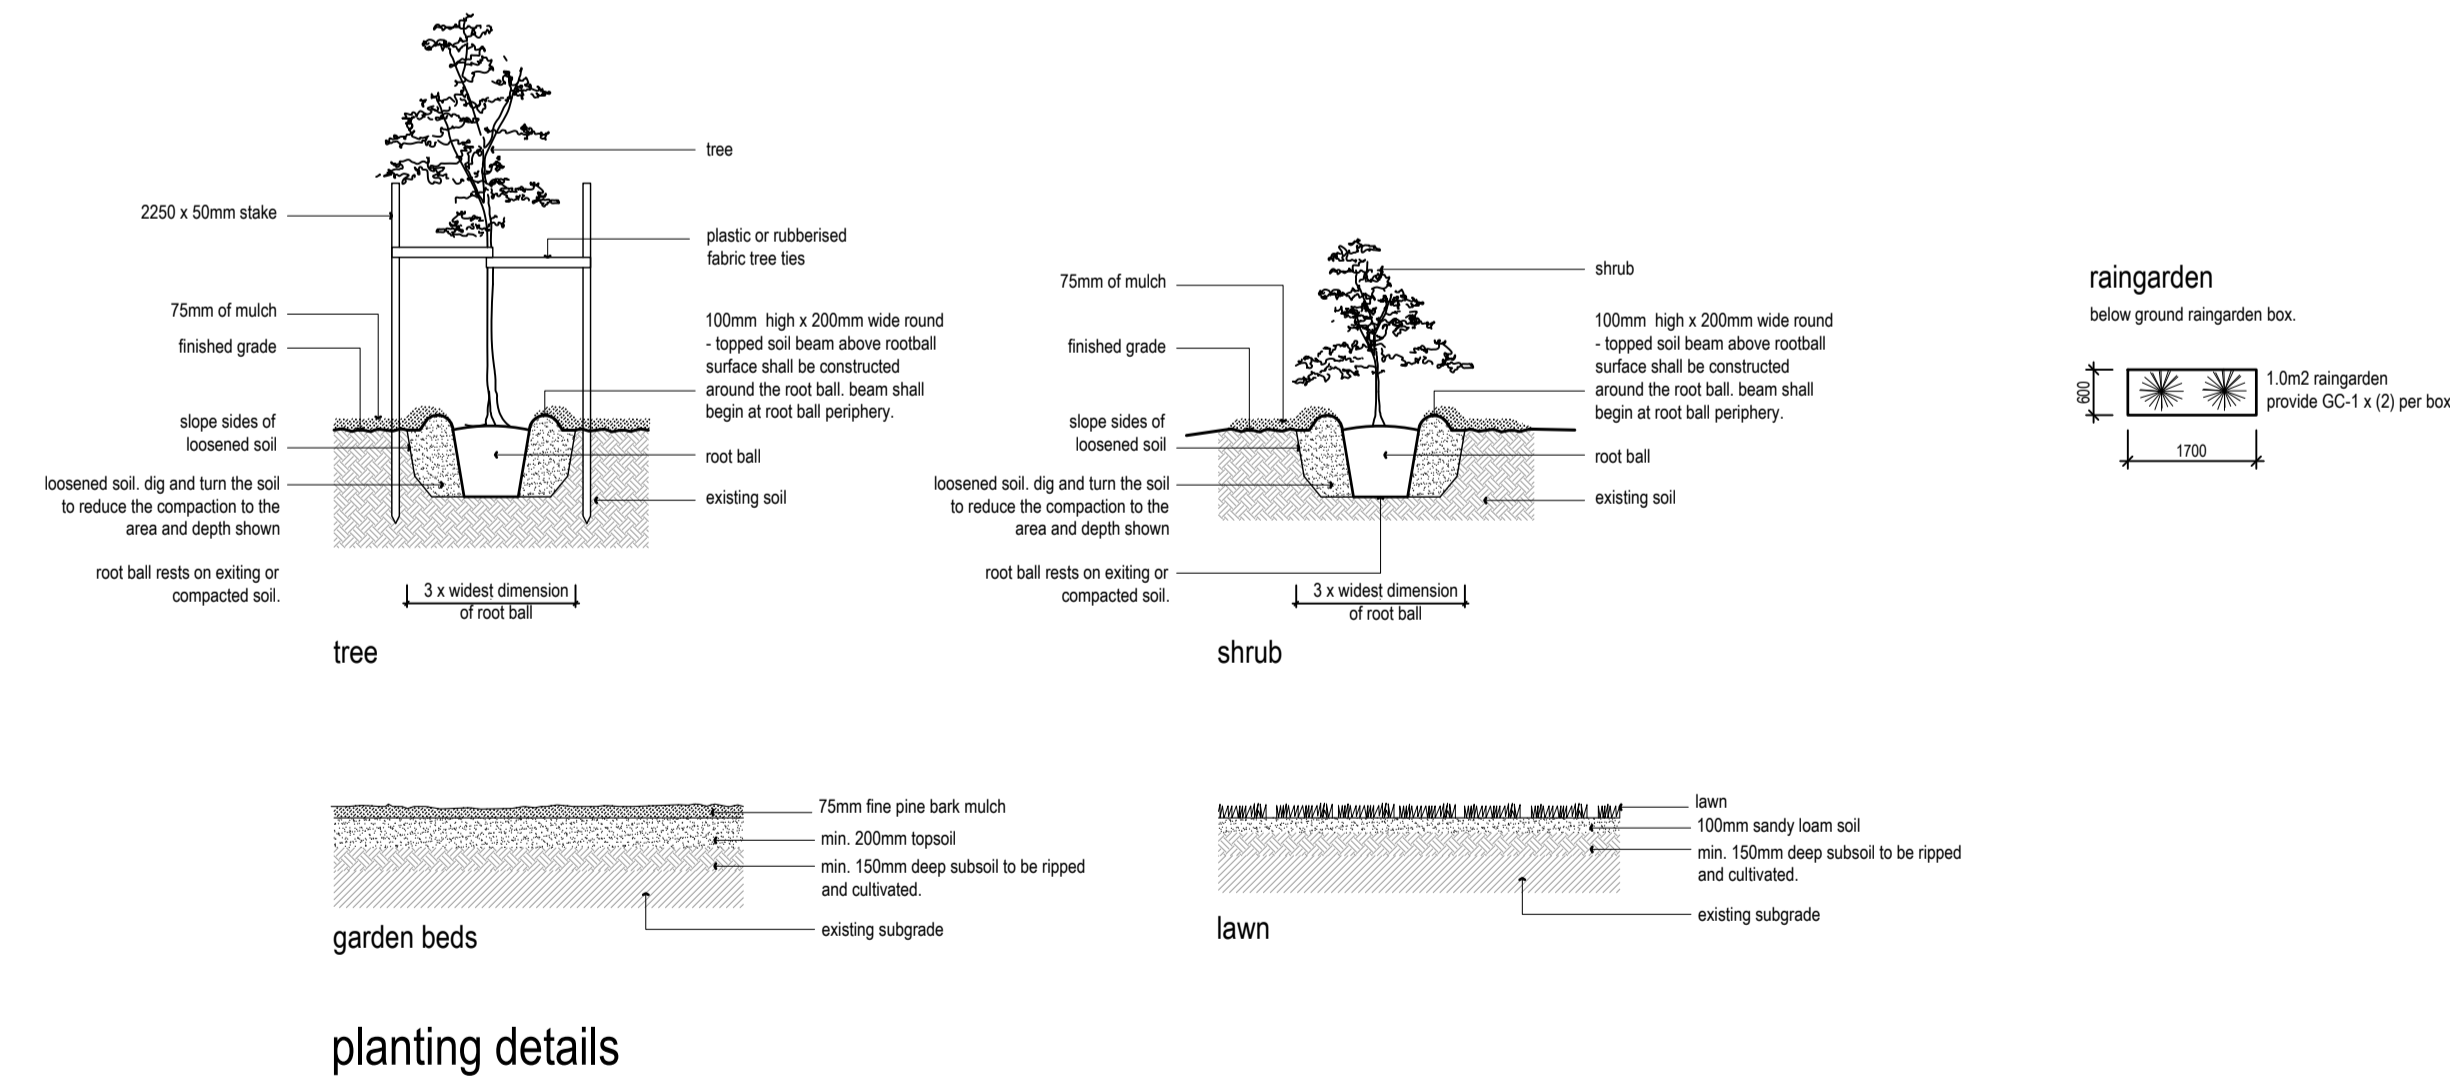 tree
2250 x 50mm stake
plastic or rubberised
fabric tree ties
75mm of mulch
finished grade
100mm  high x 200mm wide round
- topped soil beam above rootball
surface shall be constructed
around the root ball. beam shall
begin at root ball periphery.
slope sides of
loosened soil
root ball
loosened soil. dig and turn the soil
to reduce the compaction to the
area and depth shown
existing soil
root ball rests on exiting or
compacted soil.
3 x widest dimension
of root ball
tree
75mm of mulch
finished grade
shrub
100mm  high x 200mm wide round
- topped soil beam above rootball
surface shall be constructed
around the root ball. beam shall
begin at root ball periphery.
slope sides of
loosened soil
root ball
loosened soil. dig and turn the soil
to reduce the compaction to the
area and depth shown
existing soil
root ball rests on exiting or
compacted soil.
3 x widest dimension
of root ball
shrub
raingarden
below ground raingarden box.
600
1.0m2 raingarden
provide GC-1 x (2) per box
1700
75mm fine pine bark mulch
min. 200mm topsoil
min. 150mm deep subsoil to be ripped
and cultivated.
existing subgrade
garden beds
lawn
100mm sandy loam soil
min. 150mm deep subsoil to be ripped
and cultivated.
existing subgrade
lawn
planting details